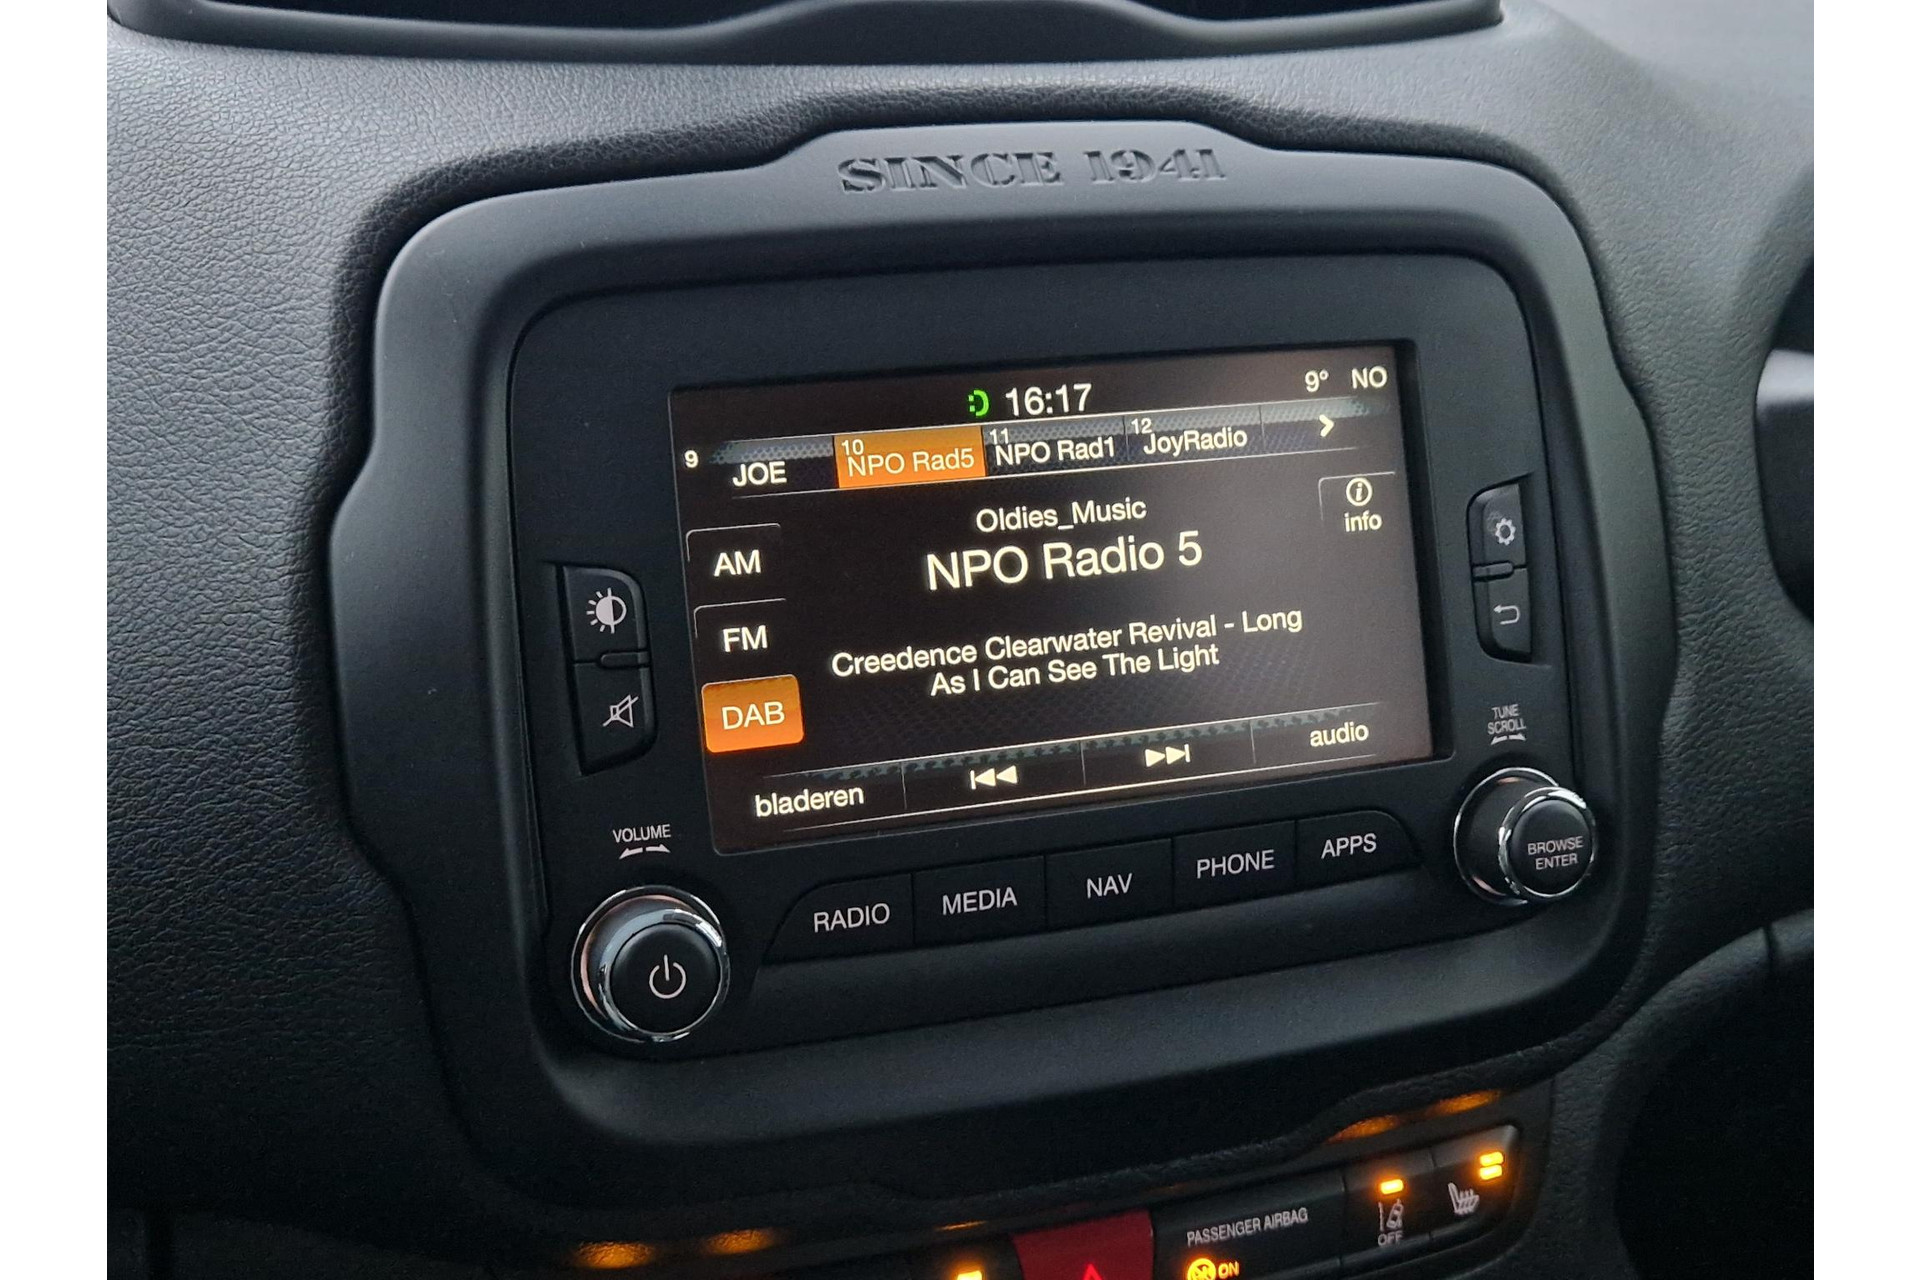 SINCE 1941
16:17
9° NO
9 JOE
10 NPO Rad5
11 NPO Rad1
12 JoyRadio
info
Oldies_Music
NPO Radio 5
AM
FM
DAB
Creedence Clearwater Revival - Long
As I Can See The Light
bladeren
audio
VOLUME
TUNE
SCROLL
BROWSE
ENTER
RADIO
MEDIA
NAV
PHONE
APPS
PASSENGER AIRBAG
ON
OFF